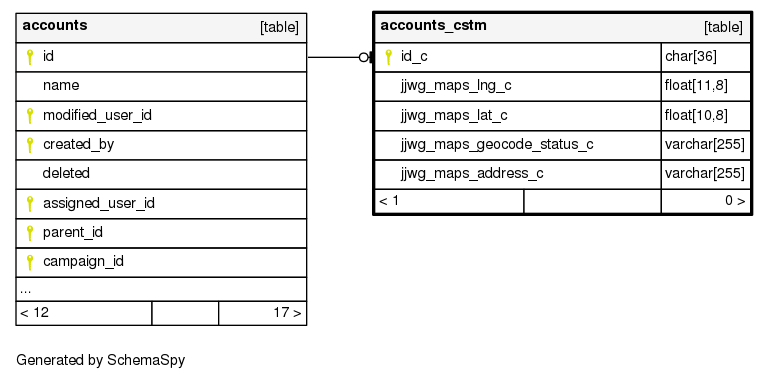 accounts [table]
id
name
modified_user_id
created_by
deleted
assigned_user_id
parent_id
campaign_id
...
< 12 17 >
accounts_cstm [table]
id_c char[36]
jjwg_maps_lng_c float[11,8]
jjwg_maps_lat_c float[10,8]
jjwg_maps_geocode_status_c varchar[255]
jjwg_maps_address_c varchar[255]
< 1 0 >
Generated by SchemaSpy